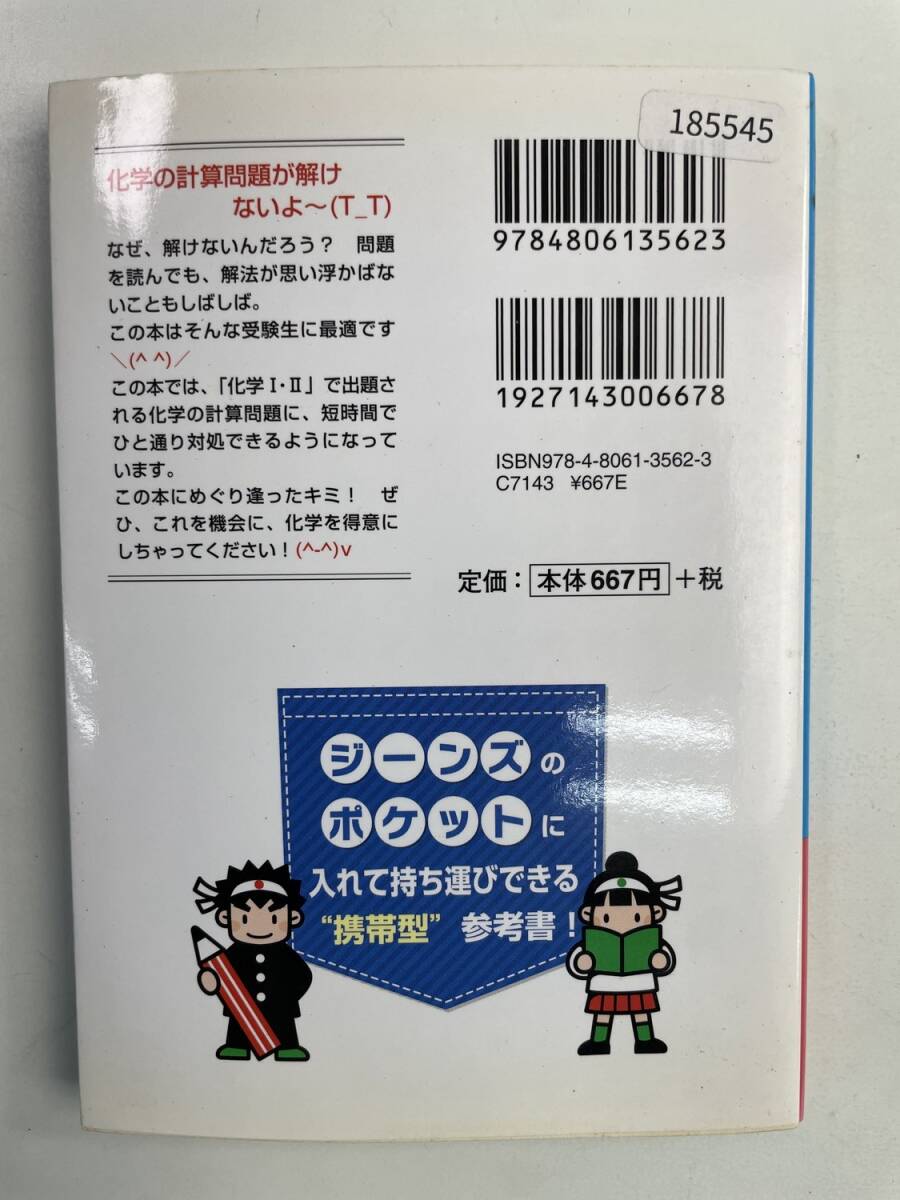 185545
化学の計算問題が解け
ないよ～(T_T)
なぜ、解けないんだろう？　問題
を読んでも、解法が思い浮かばな
いこともしばしば。
この本はそんな受験生に最適です
＼(^ ^)／
この本では、「化学Ⅰ・Ⅱ」で出題さ
れる化学の計算問題に、短時間で
ひと通り対処できるようになって
います。
この本にめぐり逢ったキミ！　ぜ
ひ、これを機会に、化学を得意に
しちゃってください！(^-^)v
9784806135623
1927143006678
ISBN978-4-8061-3562-3
C7143　¥667E
定価：本体667円＋税
ジーンズの
ポケットに
入れて持ち運びできる
“携帯型”　参考書！